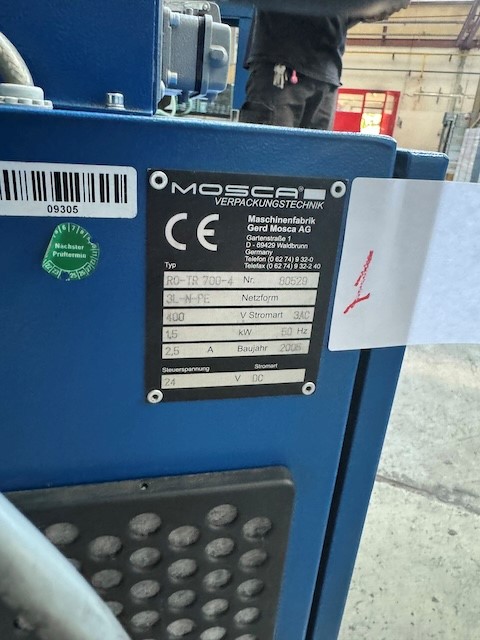 MOSCA®
VERPACKUNGSTECHNIK
CE
Maschinenfabrik
Gerd Mosca AG
Gartenstraße 1
D - 69429 Waldbrunn
Germany
Telefon (0 62 74) 9 32-0
Telefax (0 62 74) 9 32-2 40
Typ RO-TR 700-4 Nr. 90520
3L-N-PE Netzform
400 V Stromart 3AC
1,5 kW 50 Hz
2,5 A Baujahr 2006
Steuerspannung Stromart
24 V DC
09305
Nächster
Prüftermin